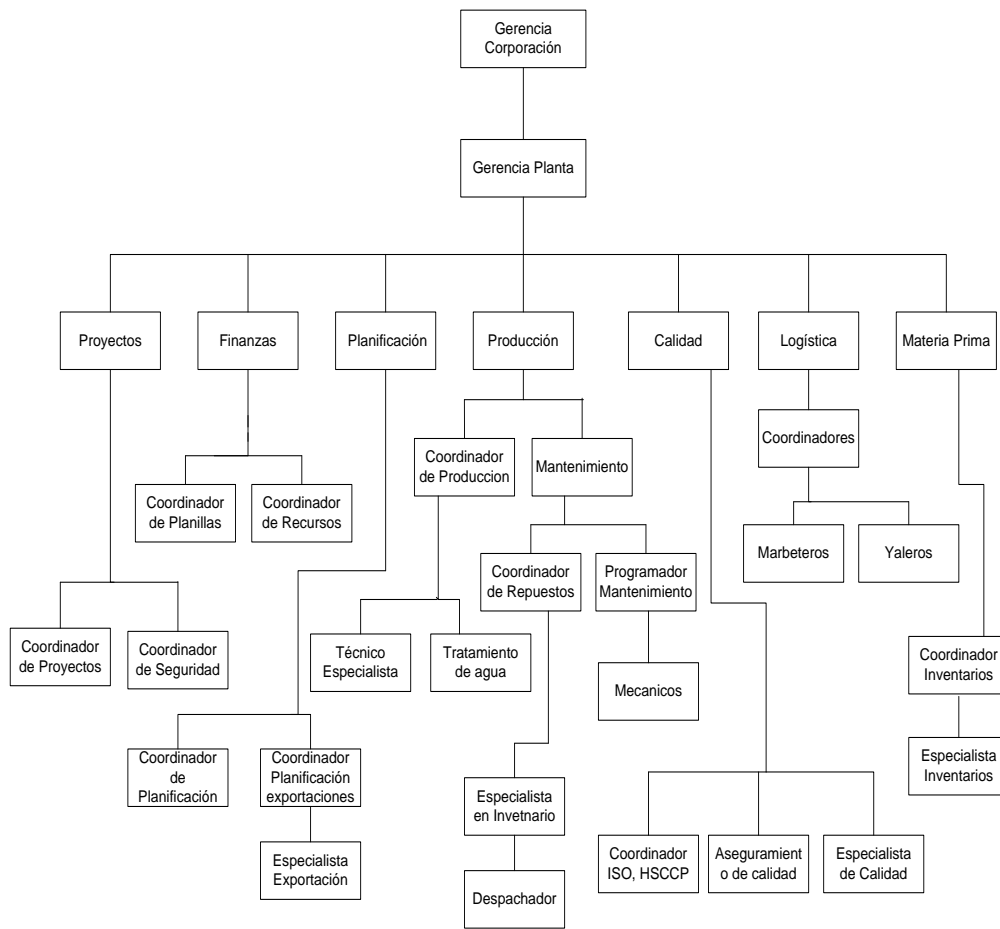 Gerencia
Corporación
Gerencia Planta
Proyectos
Finanzas
Planificación
Producción
Calidad
Logística
Materia Prima
Coordinador
de Produccion
Mantenimiento
Coordinadores
Coordinador
de Planillas
Coordinador
de Recursos
Marbeteros
Yaleros
Coordinador
de Repuestos
Programador
Mantenimiento
Coordinador
de Proyectos
Coordinador
de Seguridad
Técnico
Especialista
Tratamiento
de agua
Mecanicos
Coordinador
Inventarios
Coordinador
de
Planificación
Coordinador
Planificación
exportaciones
Especialista
Inventarios
Especialista
en Invetnario
Especialista
Exportación
Coordinador
ISO, HSCCP
Aseguramient
o de calidad
Especialista
de Calidad
Despachador